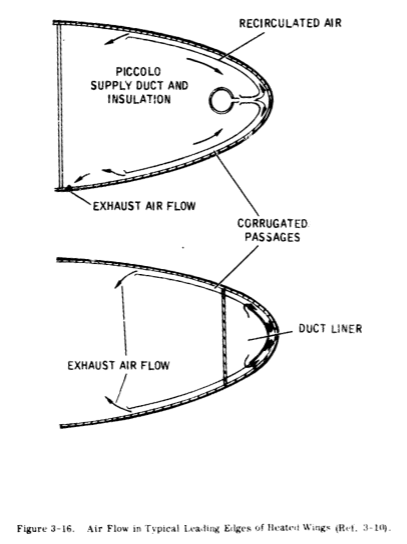 RECIRCULATED AIR
PICCOLO
SUPPLY DUCT AND
INSULATION
EXHAUST AIR FLOW
CORRUGATED
PASSAGES
DUCT LINER
EXHAUST AIR FLOW
Figure 3-16. Air Flow in Typical Leading Edges of Heated Wings (Ref. 3-10).